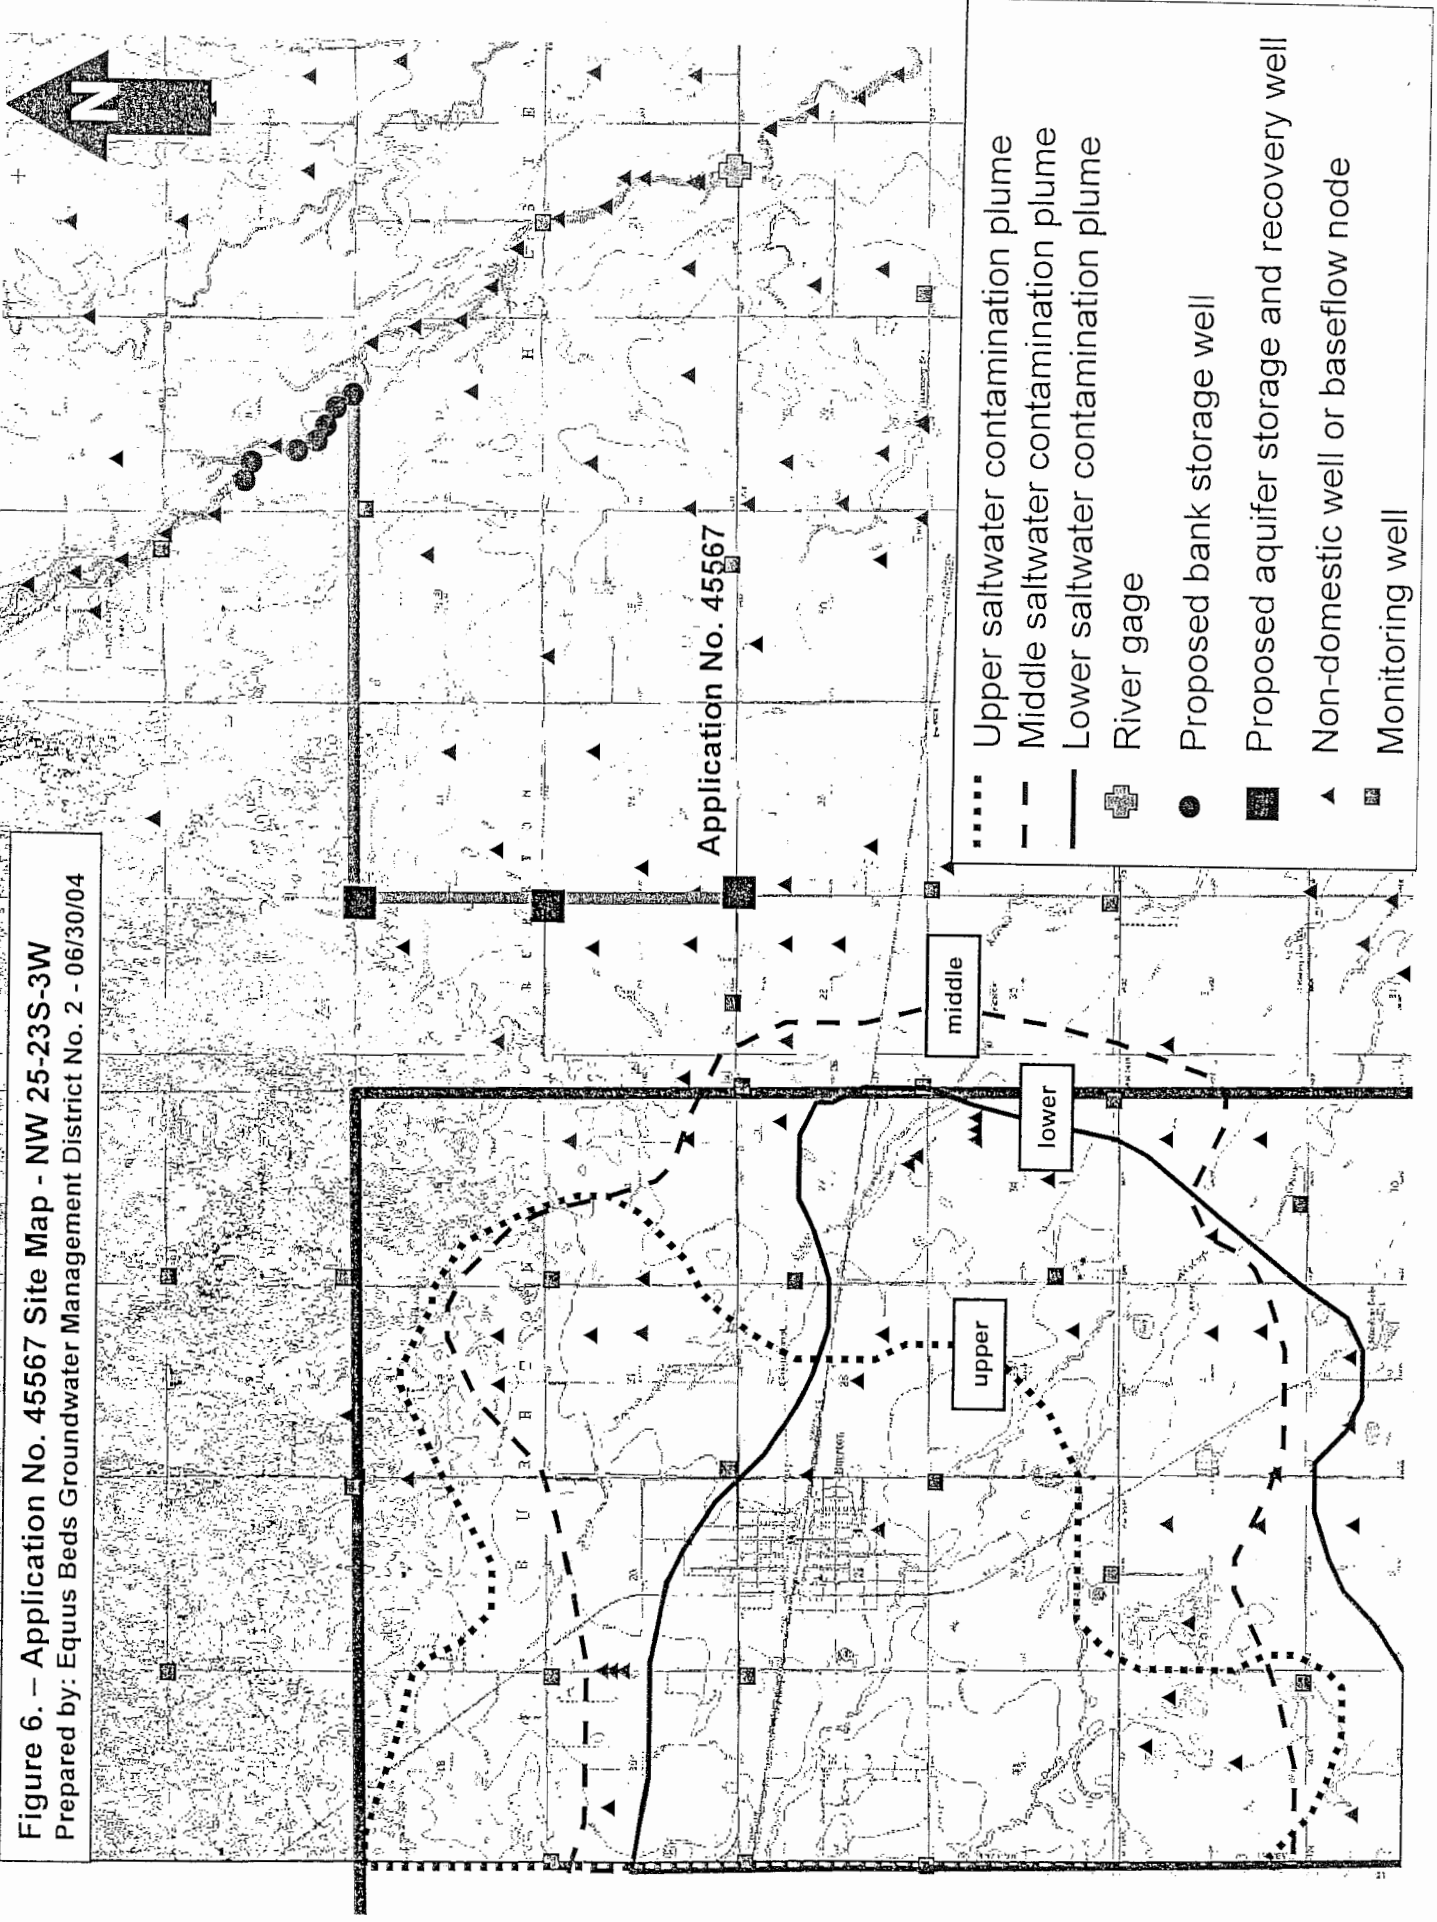 Figure 6. – Application No. 45567 Site Map - NW 25-23S-3W
Prepared by: Equus Beds Groundwater Management District No. 2 - 06/30/04
N
Application No. 45567
middle
lower
upper
Burrton
Upper saltwater contamination plume
Middle saltwater contamination plume
Lower saltwater contamination plume
River gage
Proposed bank storage well
Proposed aquifer storage and recovery well
Non-domestic well or baseflow node
Monitoring well